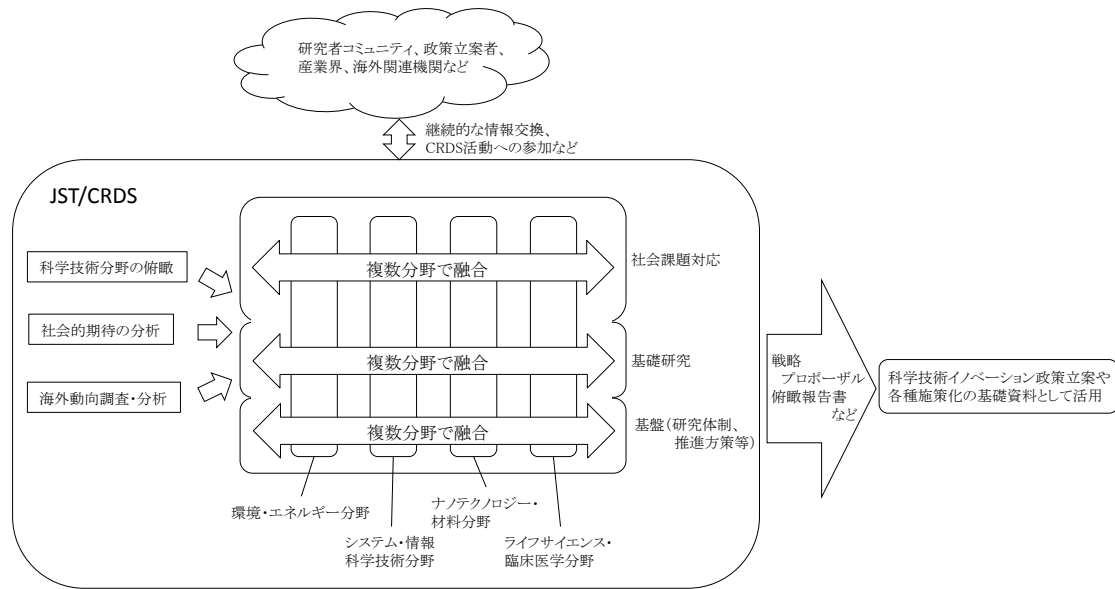 研究者コミュニティ、政策立案者、
産業界、海外関連機関など
継続的な情報交換、
CRDS活動への参加など
JST/CRDS
科学技術分野の俯瞰
社会的期待の分析
海外動向調査・分析
複数分野で融合
社会課題対応
複数分野で融合
基礎研究
複数分野で融合
基盤(研究体制、
推進方策等)
環境・エネルギー分野
システム・情報
科学技術分野
ナノテクノロジー・
材料分野
ライフサイエンス・
臨床医学分野
戦略
プロポーザル
俯瞰報告書
など
科学技術イノベーション政策立案や
各種施策化の基礎資料として活用